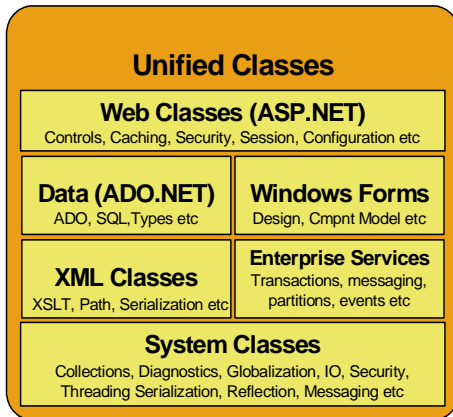 Unified Classes
Web Classes (ASP.NET)
Controls, Caching, Security, Session, Configuration etc
Data (ADO.NET)
ADO, SQL,Types etc
Windows Forms
Design, Cmpnt Model etc
XML Classes
XSLT, Path, Serialization etc
Enterprise Services
Transactions, messaging,
partitions, events etc
System Classes
Collections, Diagnostics, Globalization, IO, Security,
Threading Serialization, Reflection, Messaging etc